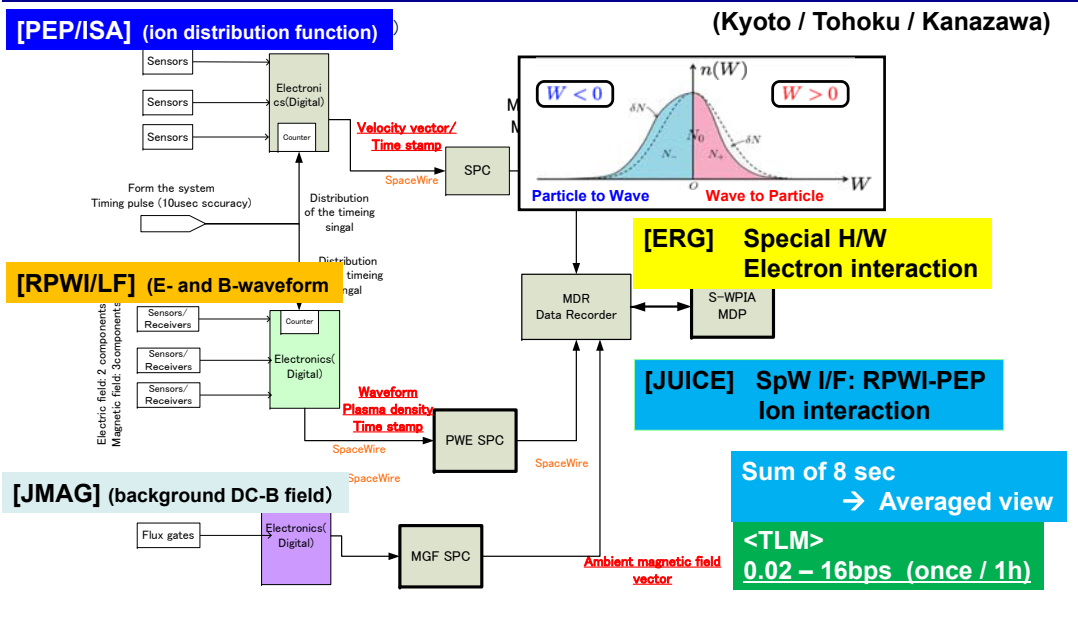 [PEP/ISA] (ion distribution function)
(Kyoto / Tohoku / Kanazawa)
Sensors
Sensors
Sensors
Electroni
cs(Digital)
Counter
Velocity vector/
Time stamp
SpaceWire
SPC
M
M
n(W)
W < 0
W > 0
δN
δN
N₀
N₋
N₊
O
W
Particle to Wave
Wave to Particle
Form the system
Timing pulse (10usec sccuracy)
Distribution
of the timeing
singal
Distribution
timeing
ngal
[ERG] Special H/W
Electron interaction
[RPWI/LF] (E- and B-waveform
MDR
Data Recorder
S-WPIA
MDP
Electric field: 2 components
Magnetic field: 3components
Sensors/
Receivers
Sensors/
Receivers
Sensors/
Receivers
Counter
Electronics(
Digital)
Waveform
Plasma density
Time stamp
SpaceWire
SpaceWire
PWE SPC
SpaceWire
[JUICE] SpW I/F: RPWI-PEP
Ion interaction
[JMAG] (background DC-B field)
Flux gates
Electronics(
Digital)
MGF SPC
Ambient magnetic field
vector
Sum of 8 sec
→ Averaged view
<TLM>
0.02 – 16bps (once / 1h)